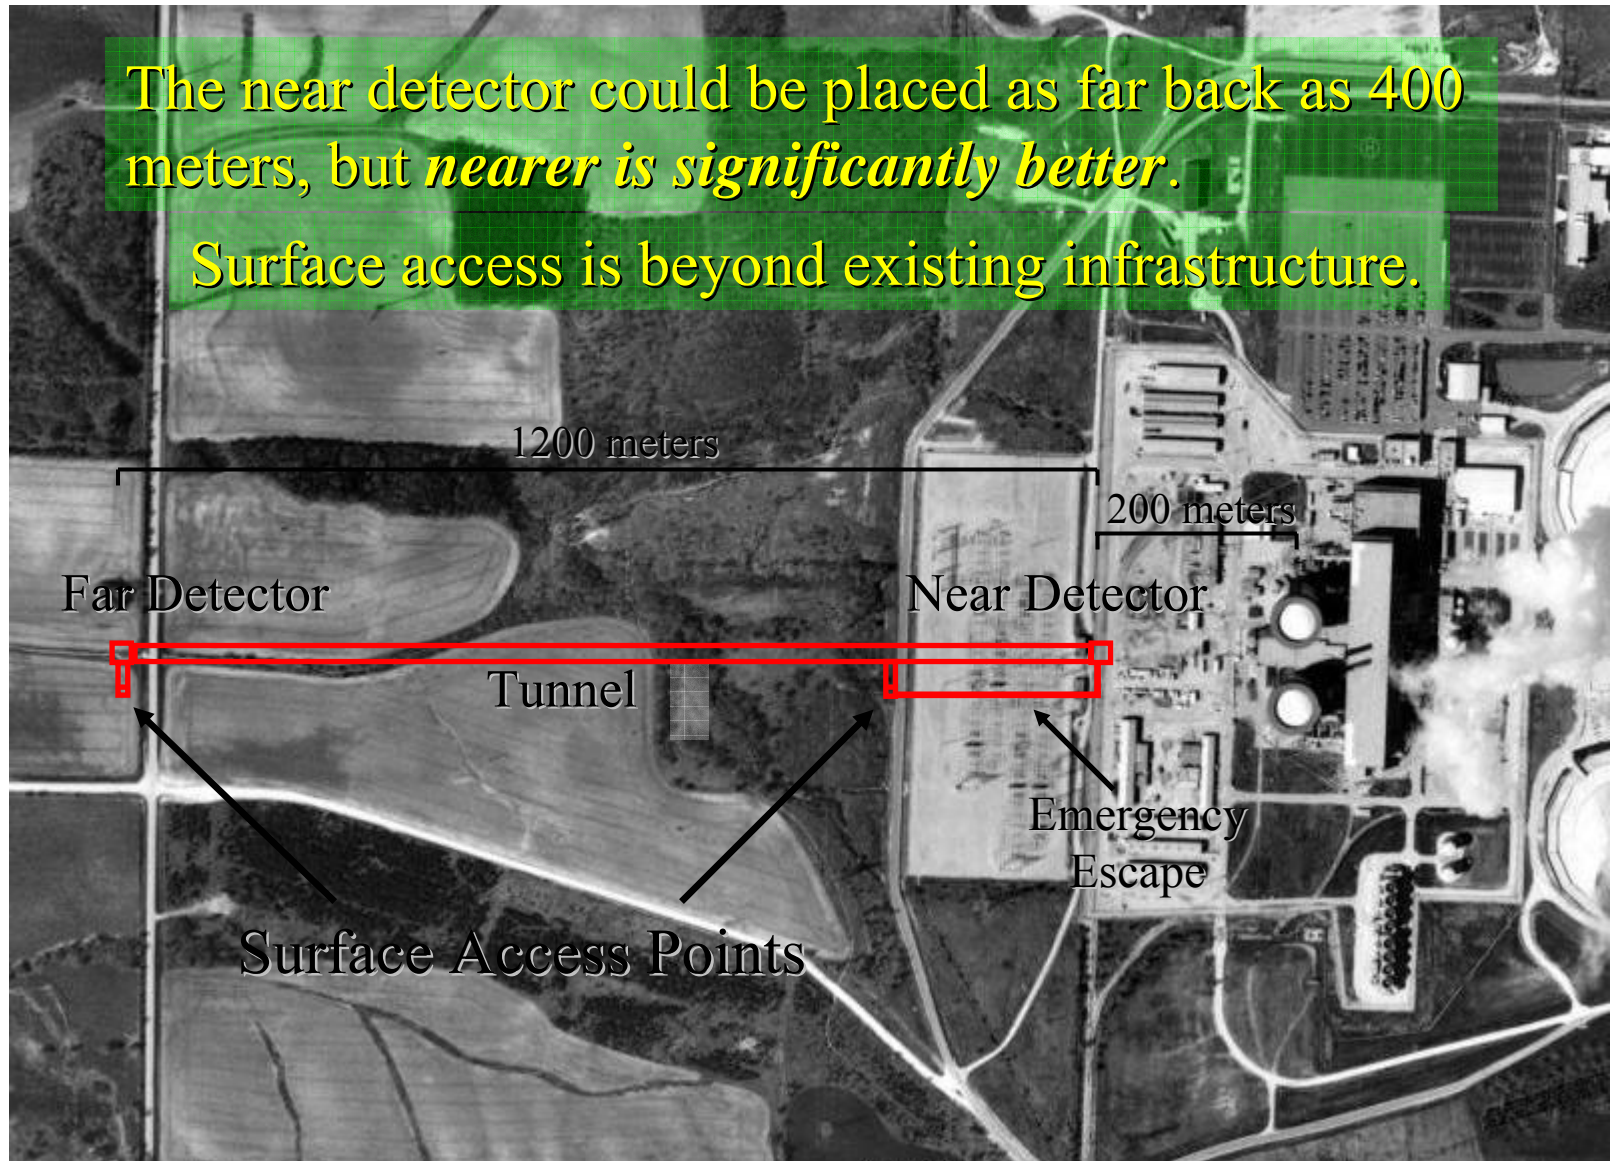 The near detector could be placed as far back as 400
meters, but nearer is significantly better.
Surface access is beyond existing infrastructure.
1200 meters
200 meters
Far Detector
Near Detector
Tunnel
Emergency
Escape
Surface Access Points